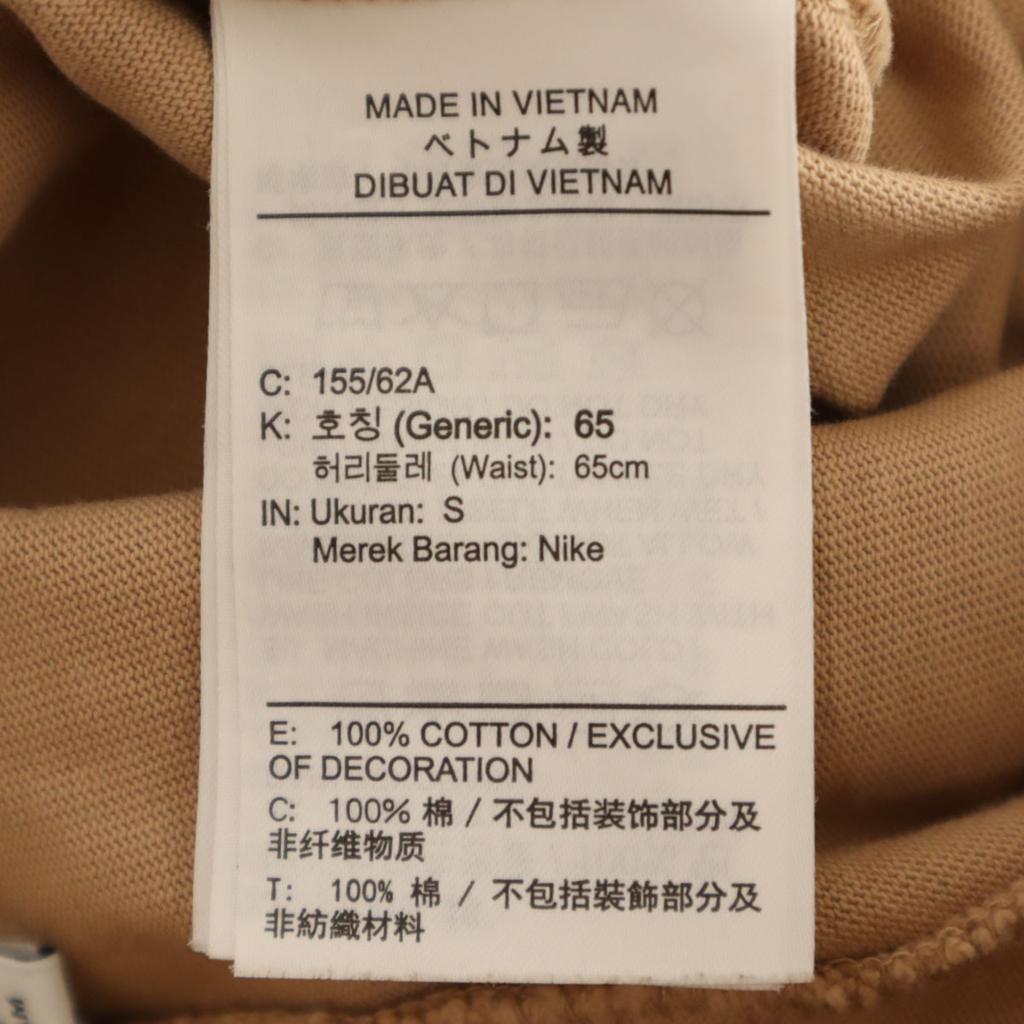 MADE IN VIETNAM
ベトナム製
DIBUAT DI VIETNAM
C: 155/62A
K: 호칭 (Generic): 65
허리둘레 (Waist): 65cm
IN: Ukuran: S
Merek Barang: Nike
E: 100% COTTON / EXCLUSIVE
OF DECORATION
C: 100% 棉 / 不包括装饰部分及
非纤维物质
T: 100% 棉 / 不包括裝飾部分及
非紡織材料